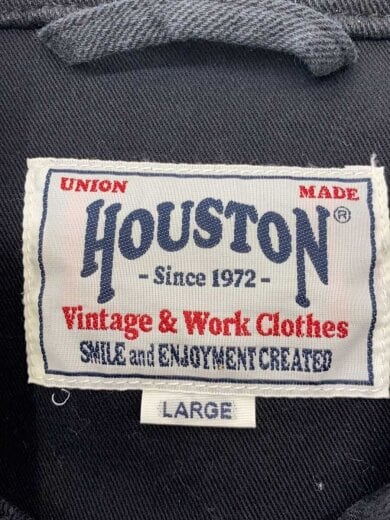 UNION MADE
HOUSTON®
- Since 1972 -
Vintage & Work Clothes
SMILE and ENJOYMENT CREATED
LARGE